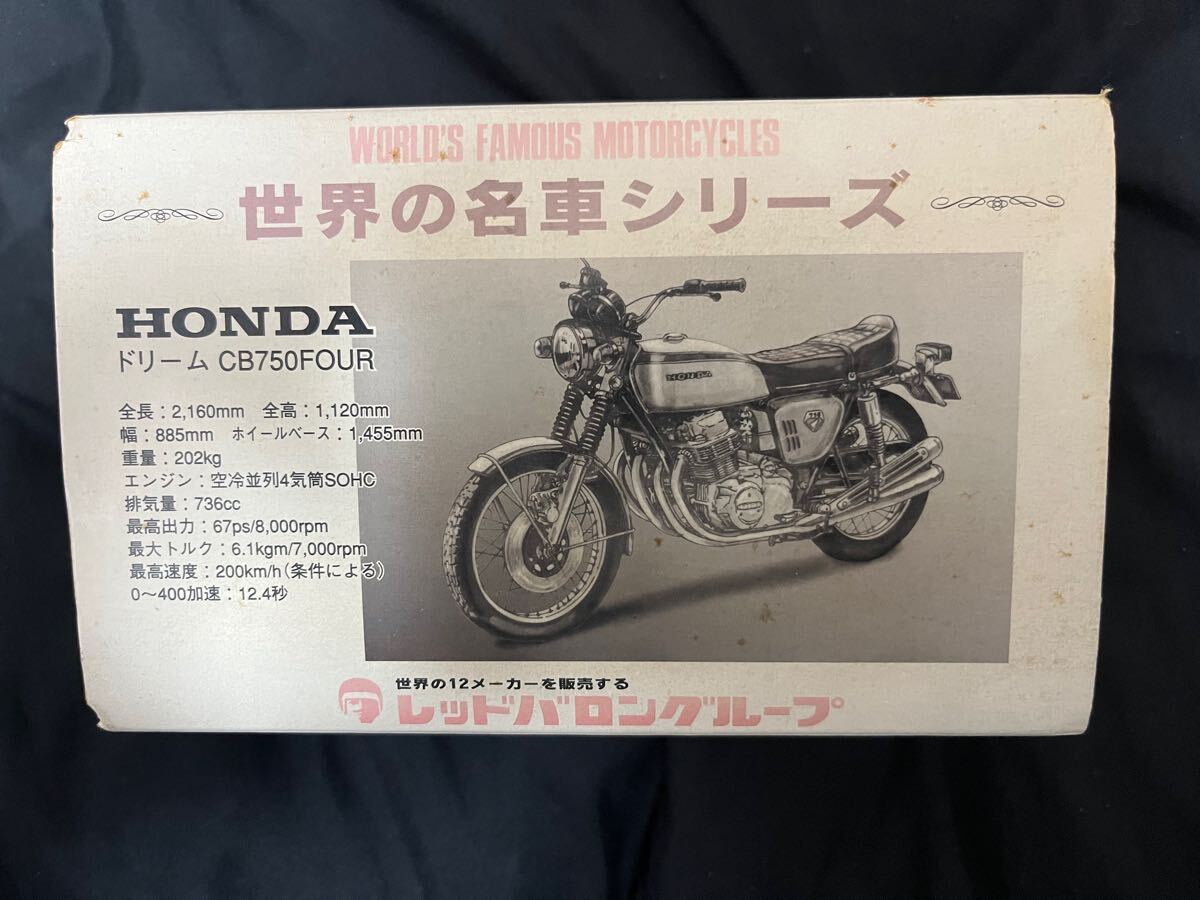 WORLD'S FAMOUS MOTORCYCLES
世界の名車シリーズ
HONDA
ドリーム CB750FOUR
全長：2,160mm 全高：1,120mm
幅：885mm ホイールベース：1,455mm
重量：202kg
エンジン：空冷並列4気筒SOHC
排気量：736cc
最高出力：67ps/8,000rpm
最大トルク：6.1kgm/7,000rpm
最高速度：200km/h（条件による）
0〜400加速：12.4秒
HONDA
750
世界の12メーカーを販売する
レッドバロングループ